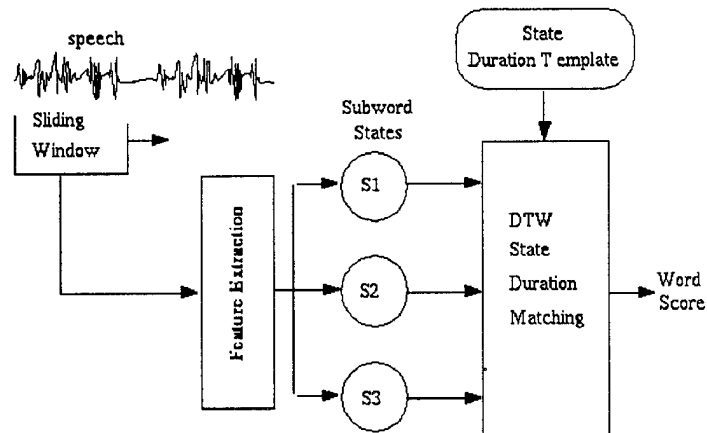 speech
Sliding
Window
State
Duration T emplate
Subword
States
Feature Extraction
S1
S2
S3
DTW
State
Duration
Matching
Word
Score